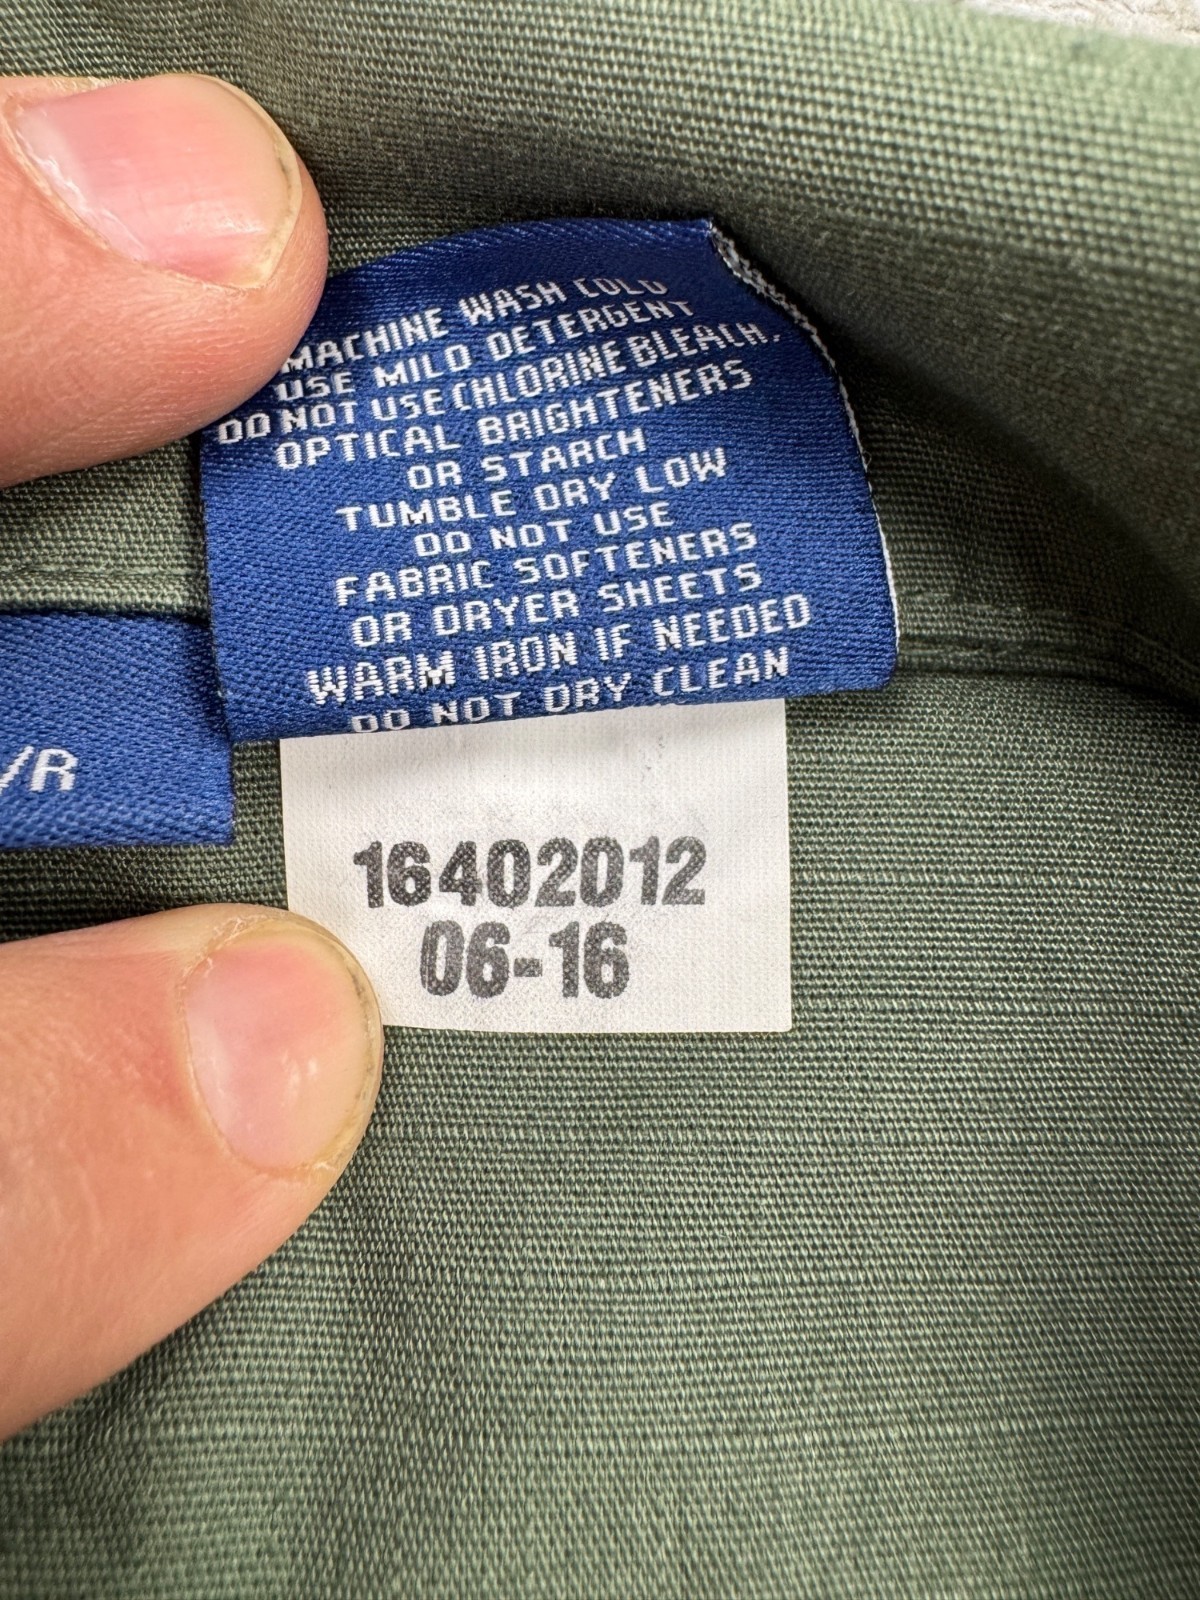 MACHINE WASH COLD
USE MILD DETERGENT
DO NOT USE CHLORINE BLEACH,
OPTICAL BRIGHTENERS
OR STARCH
TUMBLE DRY LOW
DO NOT USE
FABRIC SOFTENERS
OR DRYER SHEETS
WARM IRON IF NEEDED
DO NOT DRY CLEAN
/R
16402012
06-16